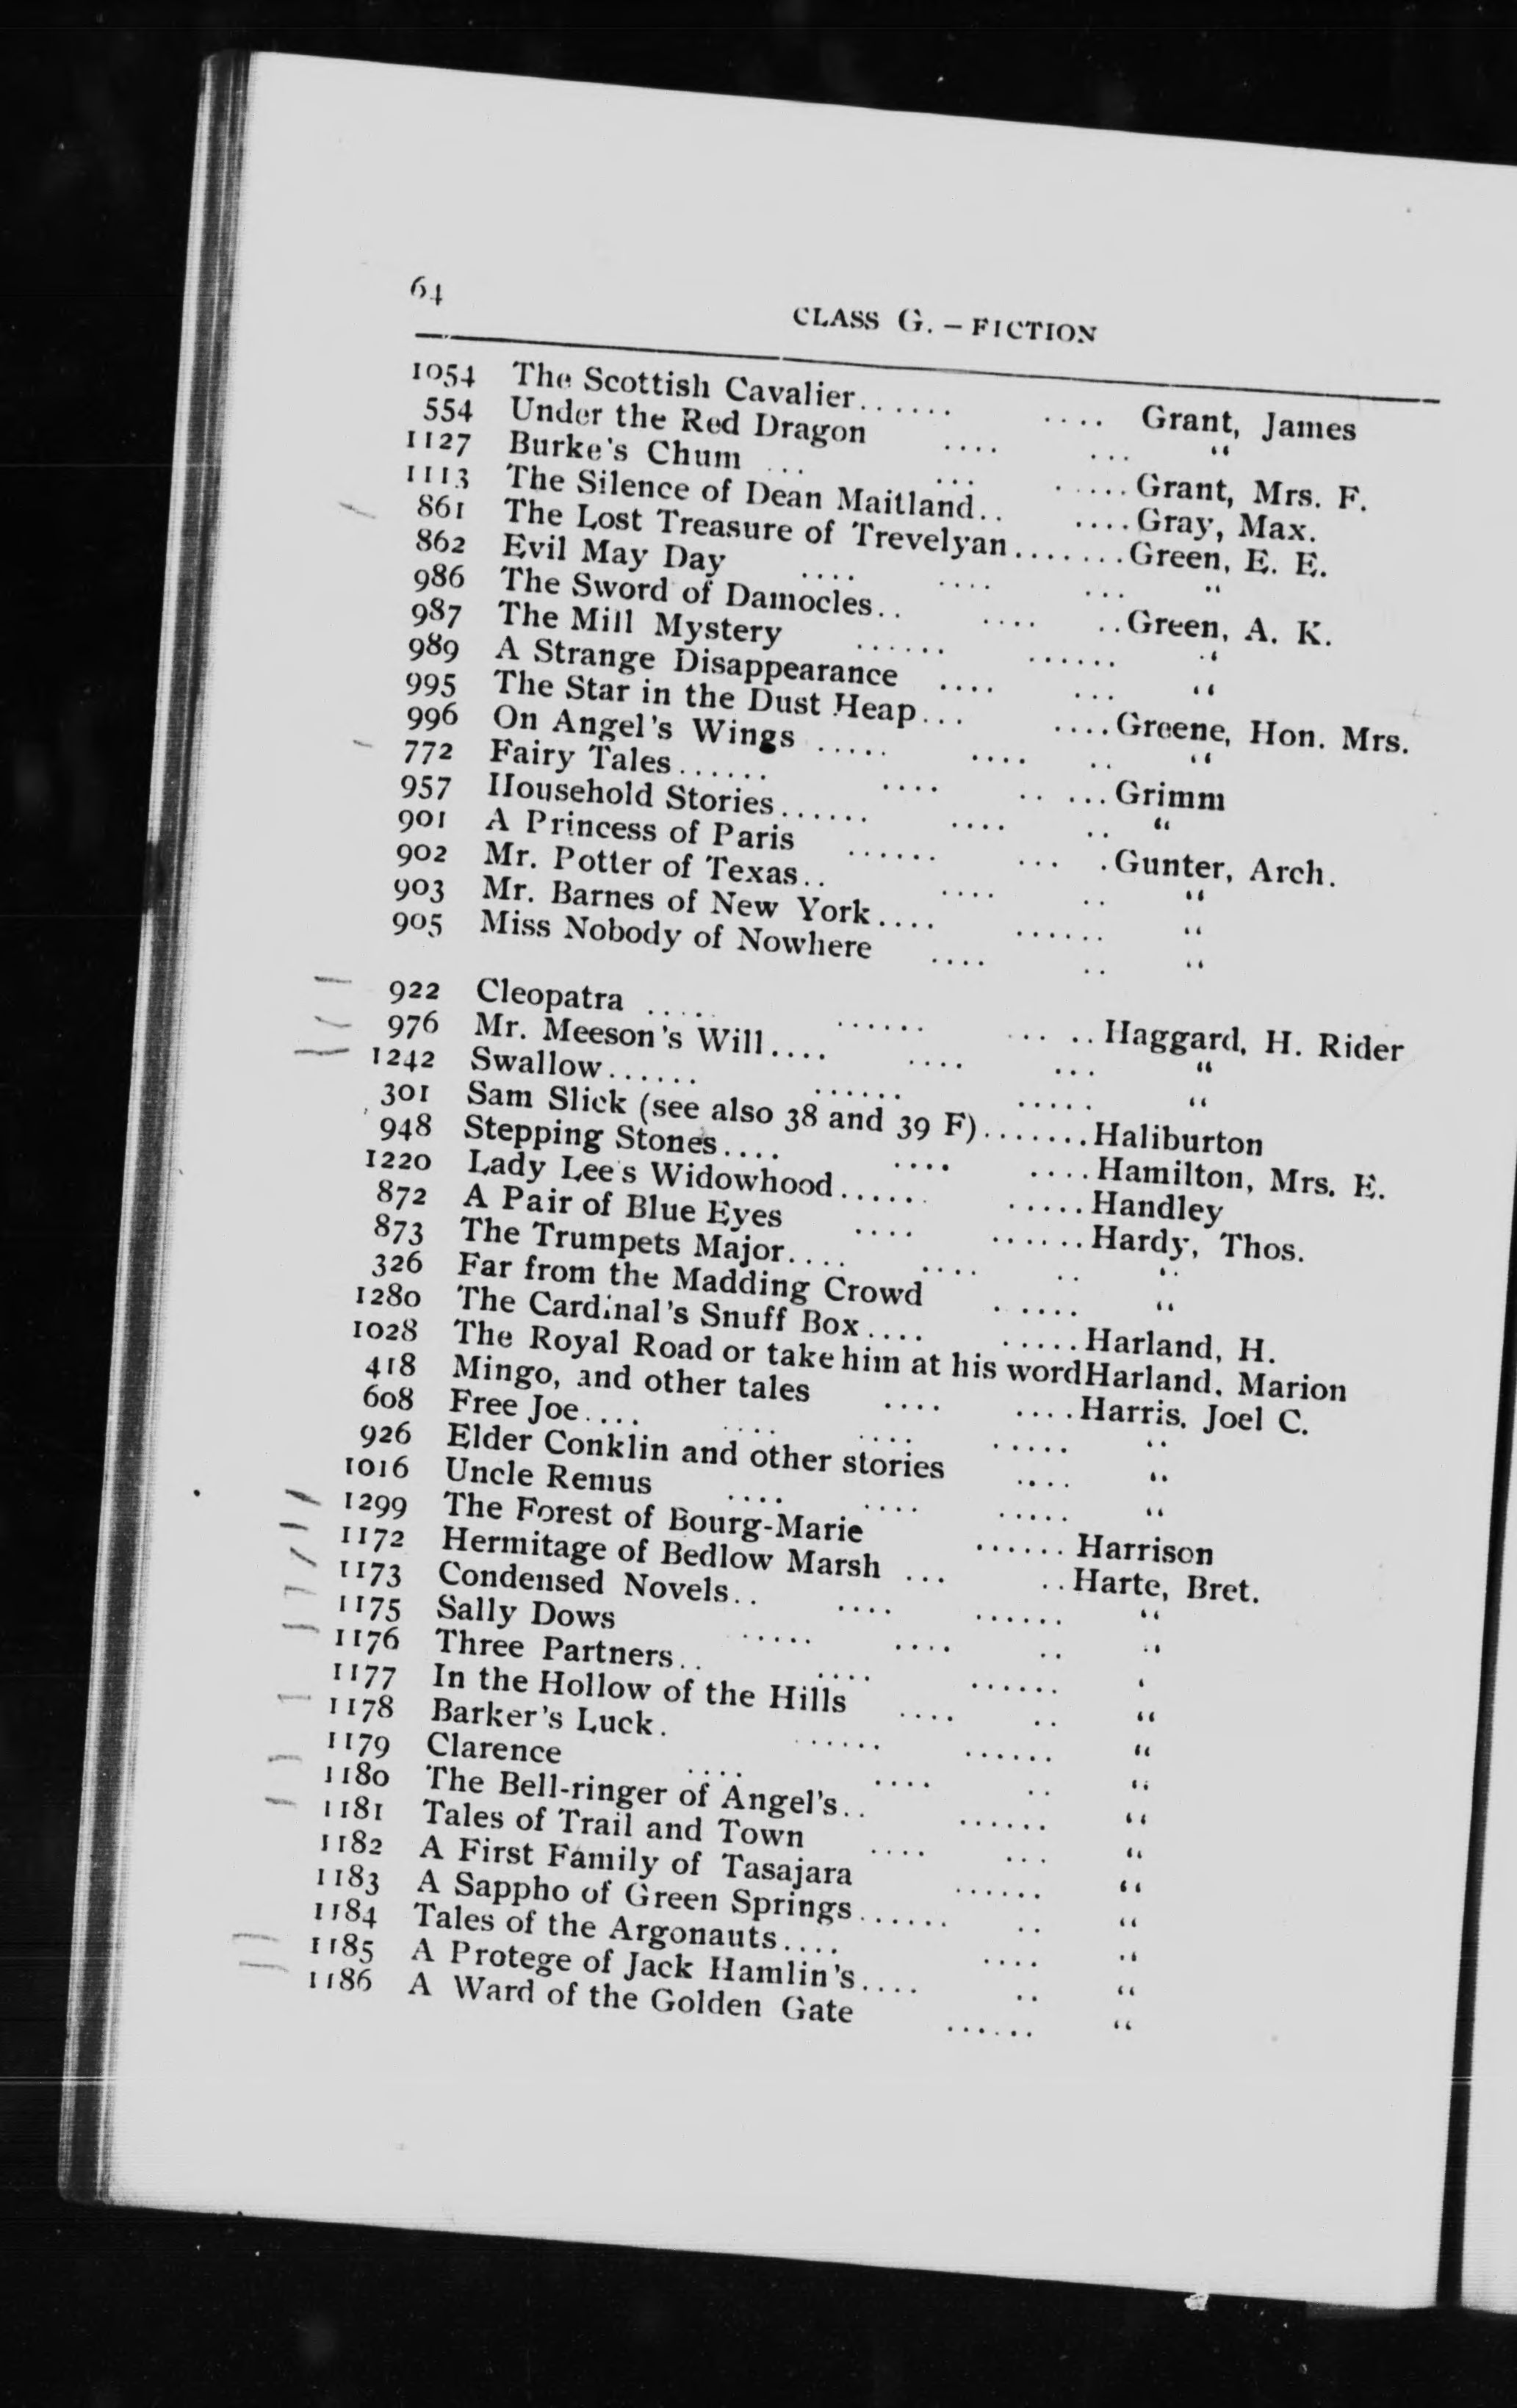 64
CLASS G. – FICTION
1054 The Scottish Cavalier...... .... Grant, James
554 Under the Red Dragon .... ... "
1127 Burke's Chum ... ... .....Grant, Mrs. F.
1113 The Silence of Dean Maitland.. ....Gray, Max.
861 The Lost Treasure of Trevelyan.......Green, E. E.
862 Evil May Day .... .... ... "
986 The Sword of Damocles.. .... ..Green, A. K.
987 The Mill Mystery ...... ...... "
989 A Strange Disappearance .... ... "
995 The Star in the Dust Heap... ....Greene, Hon. Mrs.
996 On Angel's Wings ..... .... .. "
772 Fairy Tales...... .... .. ...Grimm
957 Household Stories...... .... .. "
901 A Princess of Paris ...... ... .Gunter, Arch.
902 Mr. Potter of Texas.. .... .. "
903 Mr. Barnes of New York.... ...... "
905 Miss Nobody of Nowhere .... .. "
922 Cleopatra .... ...... ... ..Haggard, H. Rider
976 Mr. Meeson's Will.... .... ... "
1242 Swallow...... ...... ..... "
301 Sam Slick (see also 38 and 39 F).......Haliburton
948 Stepping Stones.... .... ....Hamilton, Mrs. E.
1220 Lady Lee's Widowhood...... .....Handley
872 A Pair of Blue Eyes .... ......Hardy, Thos.
873 The Trumpets Major.... .... .. "
326 Far from the Madding Crowd ..... "
1280 The Cardinal's Snuff Box.... .....Harland, H.
1028 The Royal Road or take him at his wordHarland, Marion
418 Mingo, and other tales .... ....Harris, Joel C.
608 Free Joe.... .... .... ..... "
926 Elder Conklin and other stories .... "
1016 Uncle Remus .... .... ..... "
1299 The Forest of Bourg-Marie ...... Harrison
1172 Hermitage of Bedlow Marsh ... ..Harte, Bret.
1173 Condensed Novels.. .... ...... "
1175 Sally Dows ..... .... .. "
1176 Three Partners.. .... ...... '
1177 In the Hollow of the Hills .... .. "
1178 Barker's Luck. ...... ...... "
1179 Clarence .... .... .. "
1180 The Bell-ringer of Angel's.. ...... "
1181 Tales of Trail and Town .... ... "
1182 A First Family of Tasajara ...... "
1183 A Sappho of Green Springs...... .. "
1184 Tales of the Argonauts.... .... "
1185 A Protege of Jack Hamlin's.... .. "
1186 A Ward of the Golden Gate ...... "